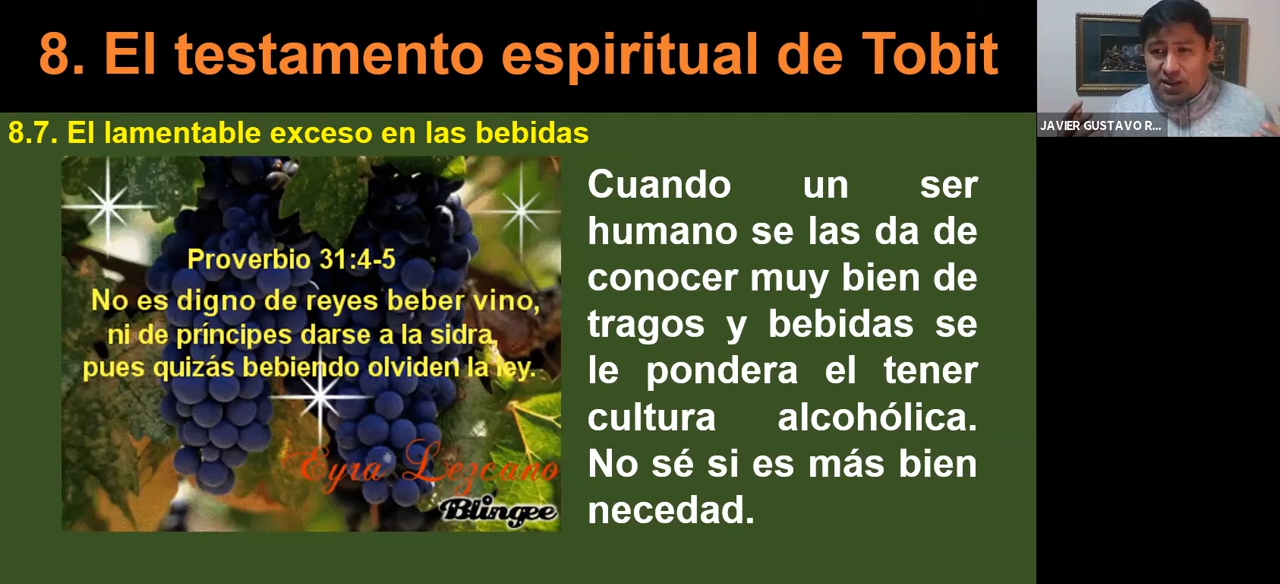 8. El testamento espiritual de Tobit
JAVIER GUSTAVO R...
8.7. El lamentable exceso en las bebidas
Proverbio 31:4-5
No es digno de reyes beber vino,
ni de príncipes darse a la sidra,
pues quizás bebiendo olviden la ley.
Eyra Lezcano
Blingee
Cuando un ser
humano se las da de
conocer muy bien de
tragos y bebidas se
le pondera el tener
cultura alcohólica.
No sé si es más bien
necedad.